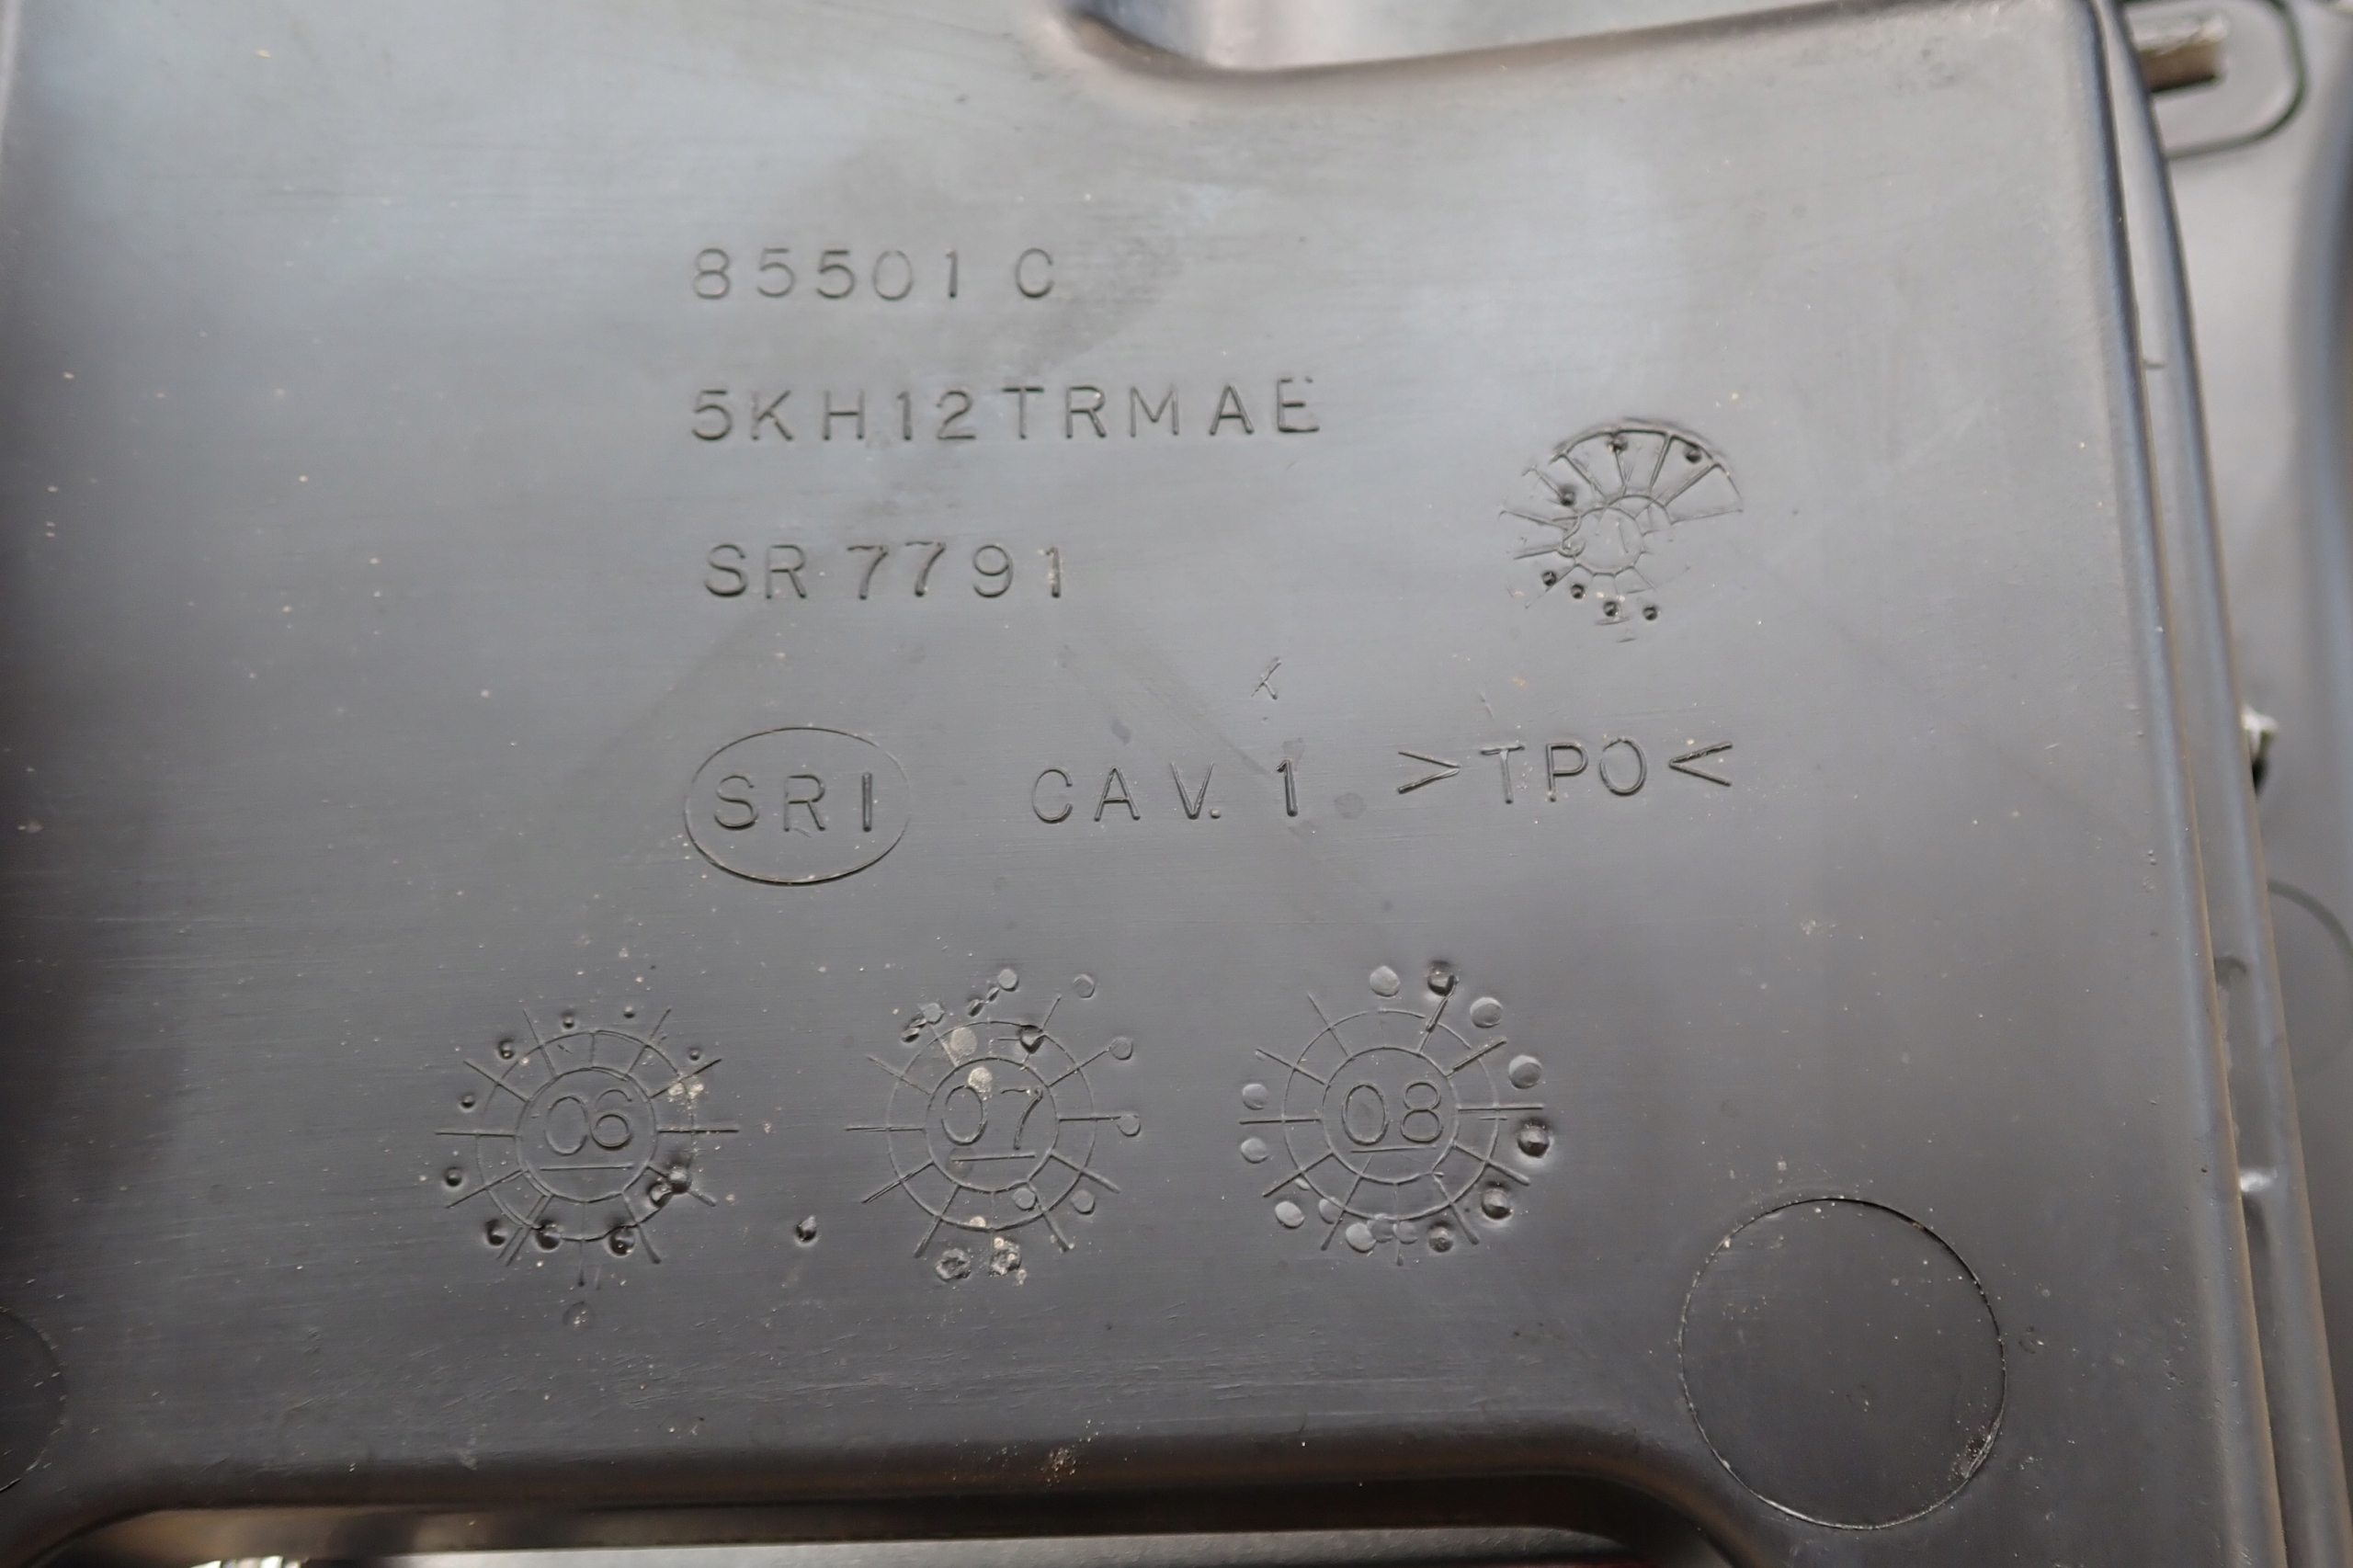 85501 C
5KH12TRMAE
SR 7791
SRI CAV. 1 >TPO<
06 07 08